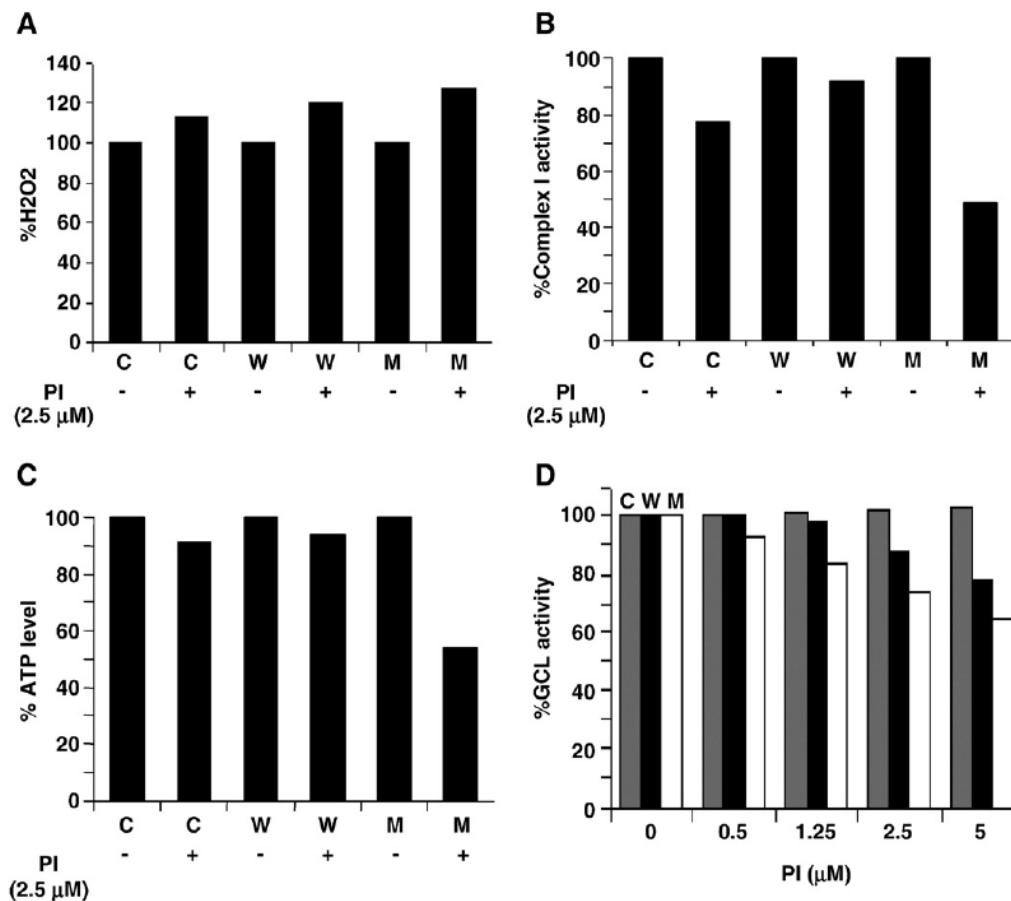 A
140
120
100
80
60
40
20
0
%H2O2
C C W W M M
PI - + - + - +
(2.5 μM)
B
100
80
60
40
20
0
%Complex I activity
C C W W M M
PI - + - + - +
(2.5 μM)
C
100
80
60
40
20
0
% ATP level
C C W W M M
PI - + - + - +
(2.5 μM)
D
C W M
100
80
60
40
20
0
%GCL activity
0 0.5 1.25 2.5 5
PI (μM)